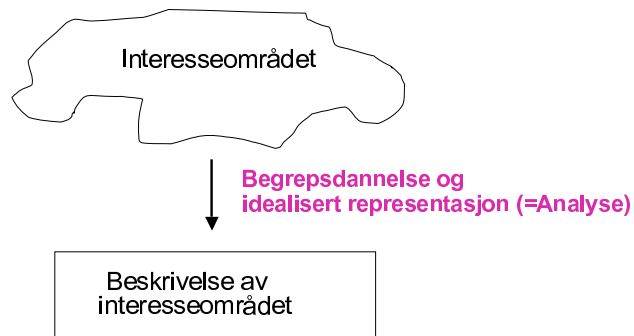 Interesseområdet
Begrepsdannelse og
idealisert representasjon (=Analyse)
Beskrivelse av
interesseområdet